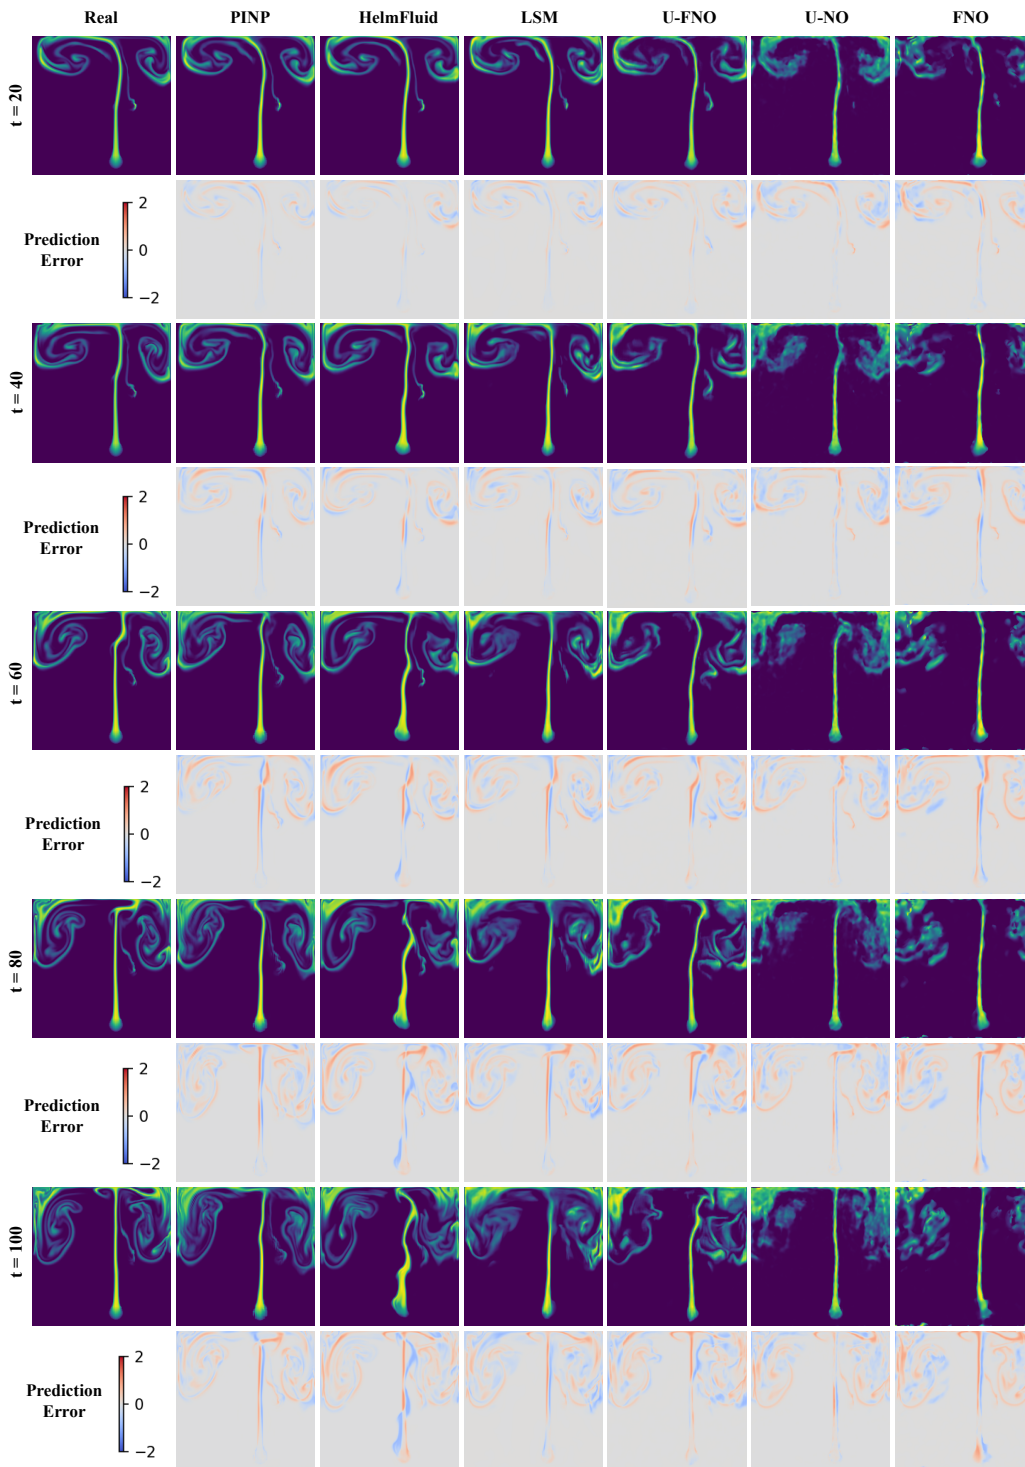 Real PINP HelmFluid LSM U-FNO U-NO FNO
t = 20
Prediction
Error
2
0
−2
t = 40
Prediction
Error
2
0
−2
t = 60
Prediction
Error
2
0
−2
t = 80
Prediction
Error
2
0
−2
t = 100
Prediction
Error
2
0
−2